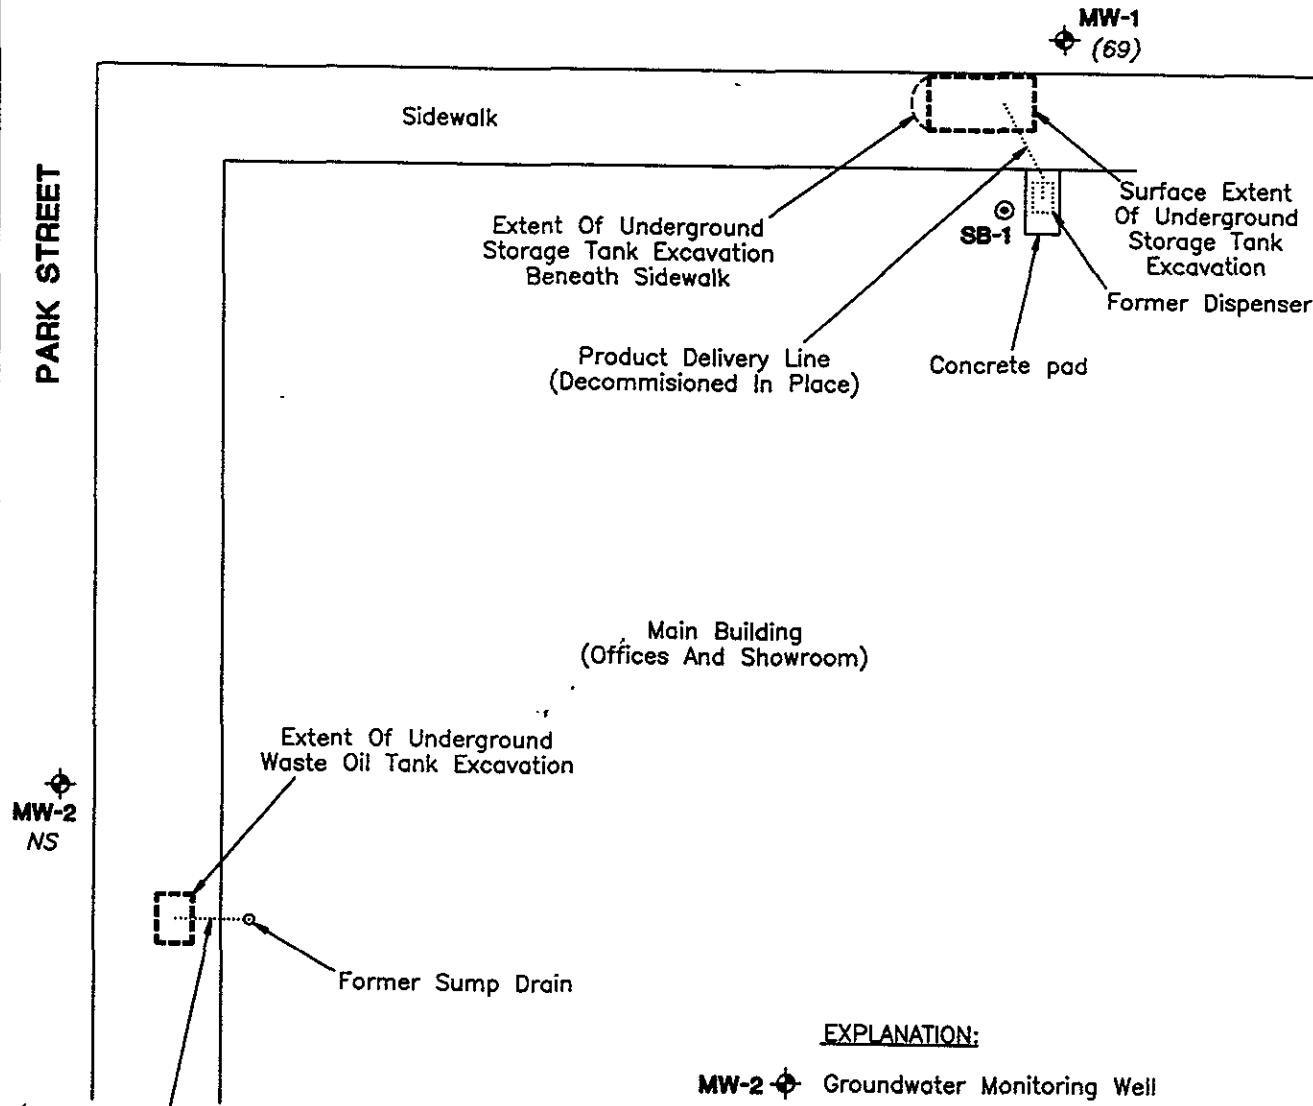 MW-1
(69)
Sidewalk
PARK STREET
Surface Extent
Of Underground
Storage Tank
Excavation
Extent Of Underground
Storage Tank Excavation
Beneath Sidewalk
SB-1
Former Dispenser
Product Delivery Line
(Decommisioned In Place)
Concrete pad
Main Building
(Offices And Showroom)
Extent Of Underground
Waste Oil Tank Excavation
MW-2
NS
Former Sump Drain
EXPLANATION:
MW-2 Groundwater Monitoring Well